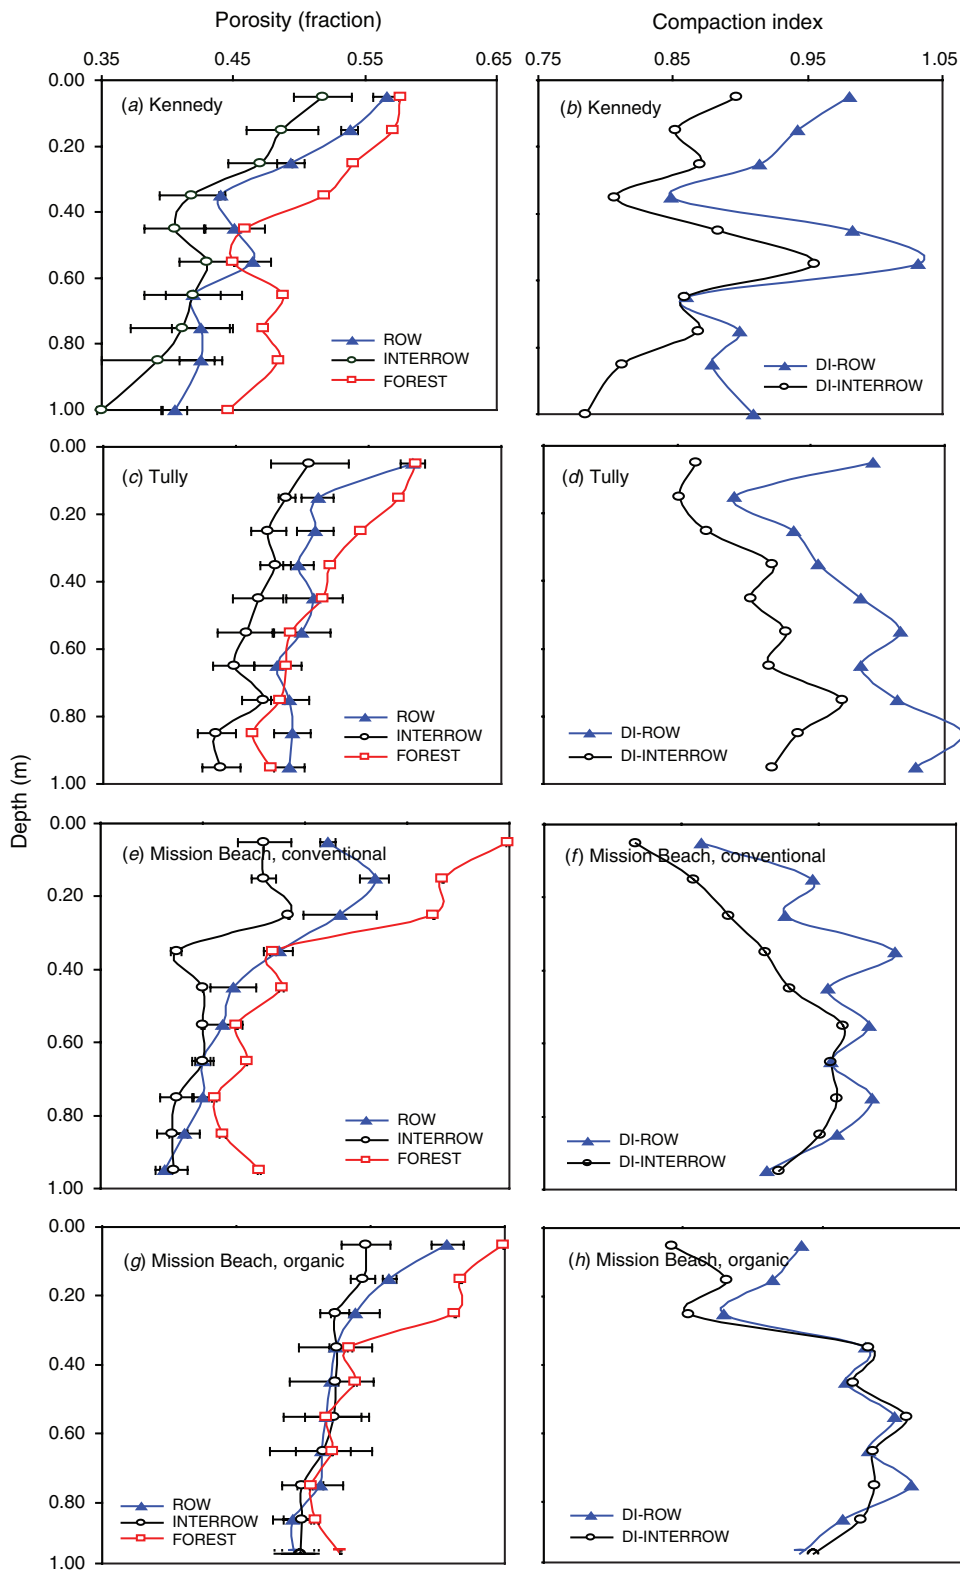 Porosity (fraction)
Compaction index
0.35 0.45 0.55 0.65
0.75 0.85 0.95 1.05
0.00
0.20
0.40
0.60
0.80
1.00
(a) Kennedy
ROW
INTERROW
FOREST
(b) Kennedy
DI-ROW
DI-INTERROW
0.00
0.20
0.40
0.60
0.80
1.00
(c) Tully
ROW
INTERROW
FOREST
(d) Tully
DI-ROW
DI-INTERROW
Depth (m)
0.00
0.20
0.40
0.60
0.80
1.00
(e) Mission Beach, conventional
ROW
INTERROW
FOREST
(f) Mission Beach, conventional
DI-ROW
DI-INTERROW
0.00
0.20
0.40
0.60
0.80
1.00
(g) Mission Beach, organic
ROW
INTERROW
FOREST
(h) Mission Beach, organic
DI-ROW
DI-INTERROW